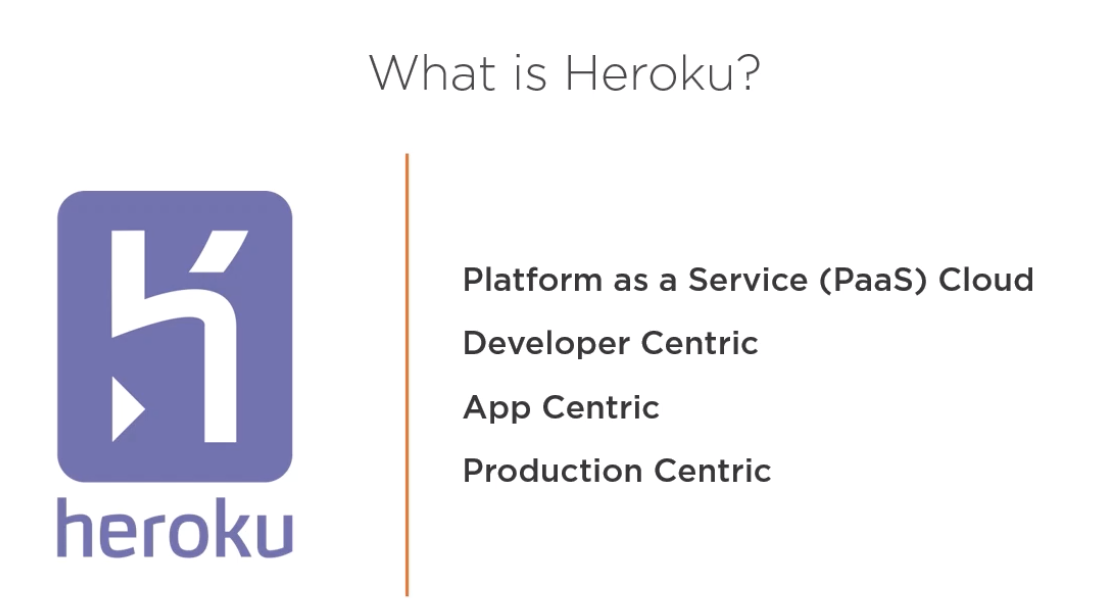 What is Heroku?
heroku
Platform as a Service (PaaS) Cloud
Developer Centric
App Centric
Production Centric